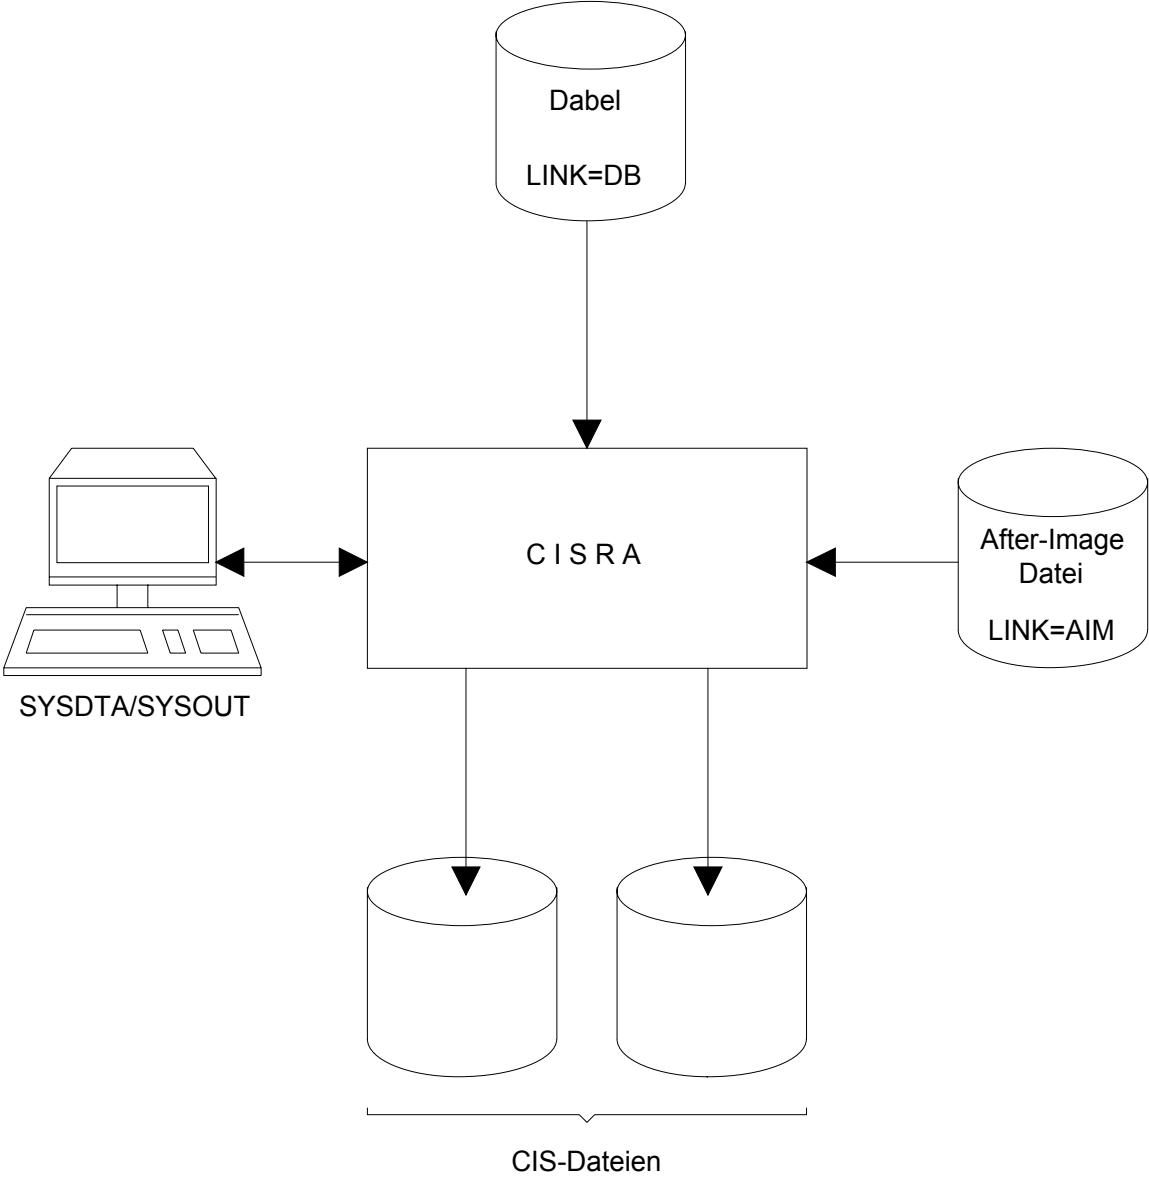 Dabel
LINK=DB
C I S R A
After-Image
Datei
LINK=AIM
SYSDTA/SYSOUT
CIS-Dateien